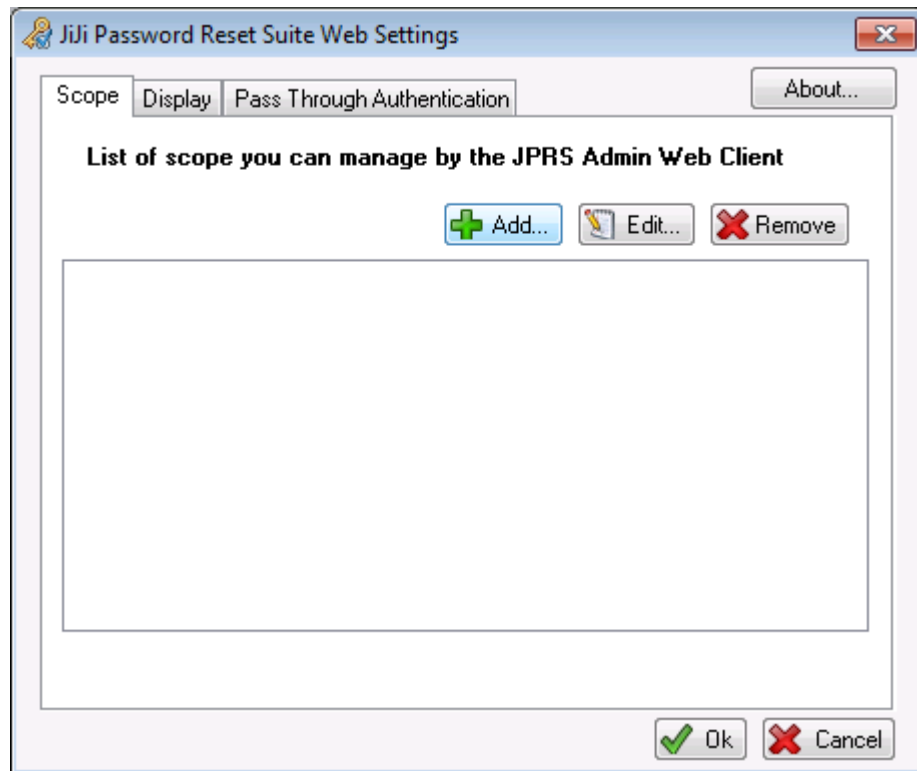 JiJi Password Reset Suite Web Settings
About...
Scope Display Pass Through Authentication
List of scope you can manage by the JPRS Admin Web Client
Add... Edit... Remove
Ok Cancel